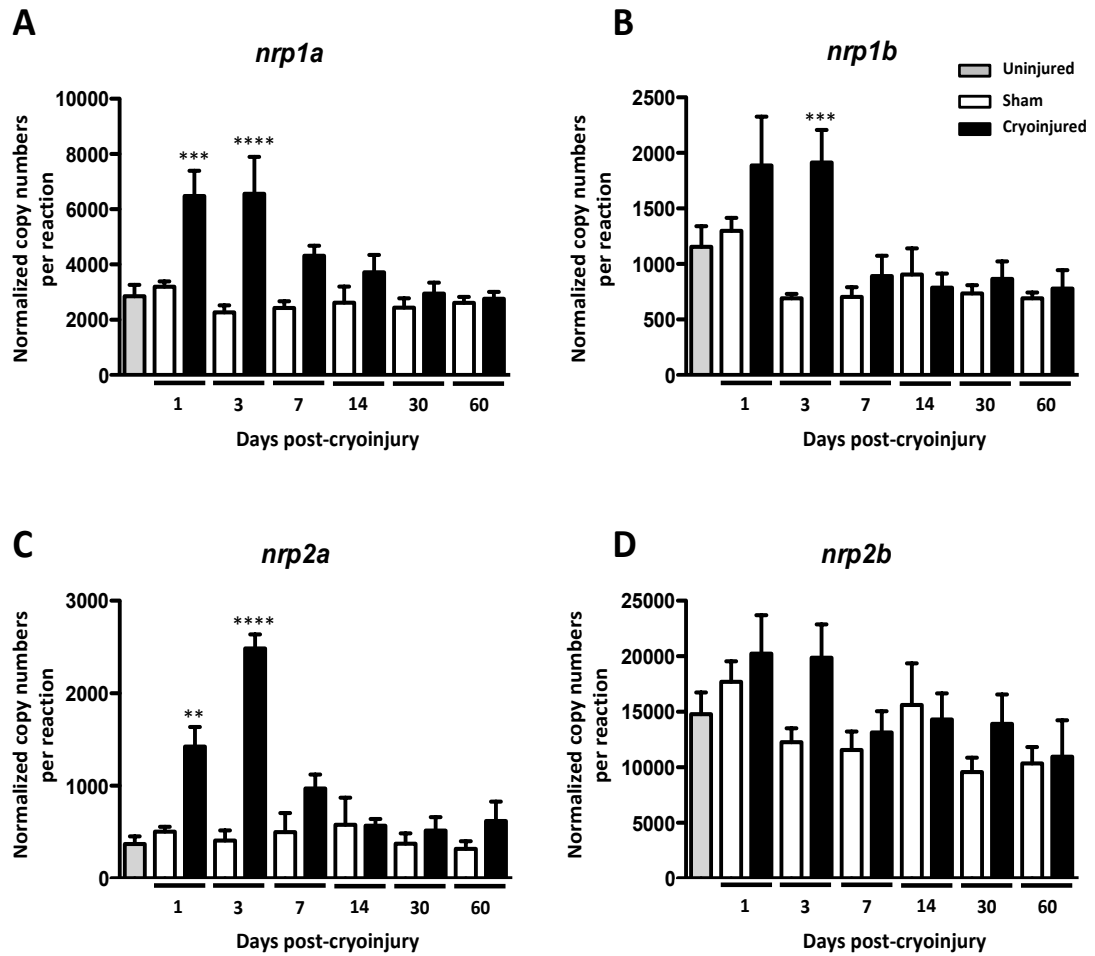 A
nrp1a
Normalized copy numbers
per reaction
10000
8000
6000
4000
2000
0
***
****
1 3 7 14 30 60
Days post-cryoinjury
B
nrp1b
Uninjured
Sham
Cryoinjured
Normalized copy numbers
per reaction
2500
2000
1500
1000
500
0
***
1 3 7 14 30 60
Days post-cryoinjury
C
nrp2a
Normalized copy numbers
per reaction
3000
2000
1000
0
**
****
1 3 7 14 30 60
Days post-cryoinjury
D
nrp2b
Normalized copy numbers
per reaction
25000
20000
15000
10000
5000
0
1 3 7 14 30 60
Days post-cryoinjury